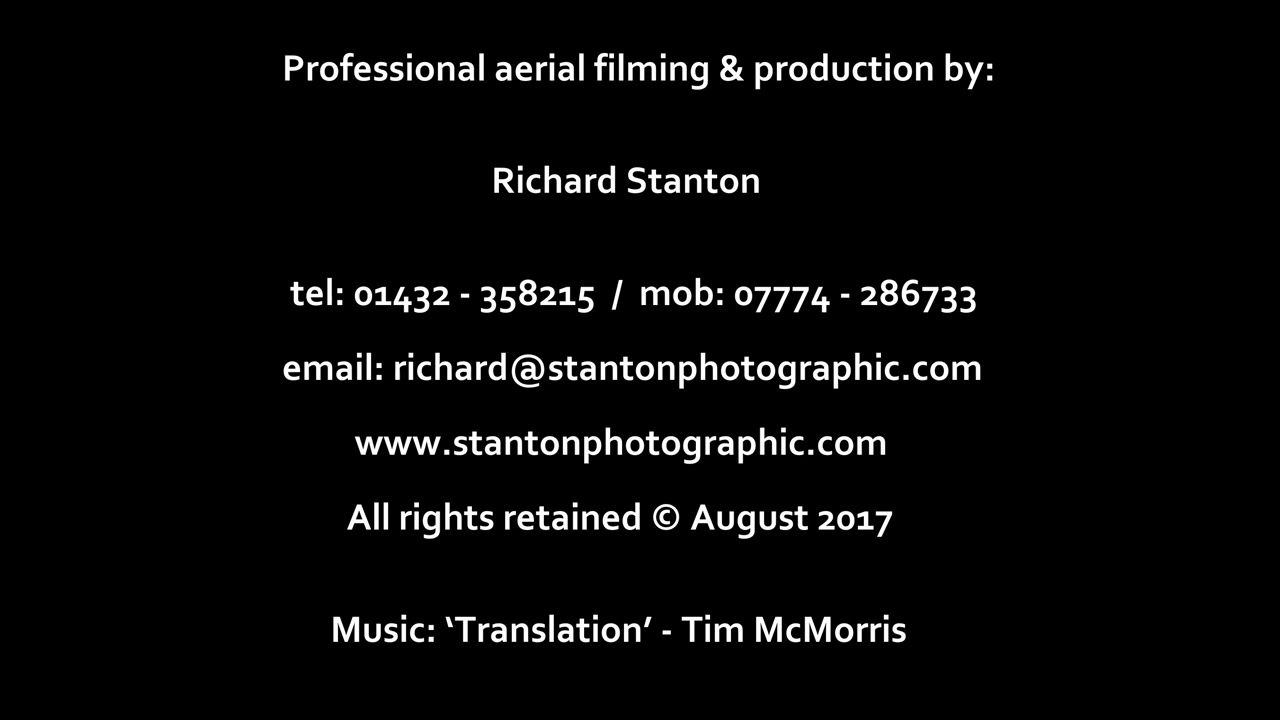 Professional aerial filming & production by:
Richard Stanton
tel: 01432 - 358215 / mob: 07774 - 286733
email: richard@stantonphotographic.com
www.stantonphotographic.com
All rights retained © August 2017
Music: ‘Translation’ - Tim McMorris